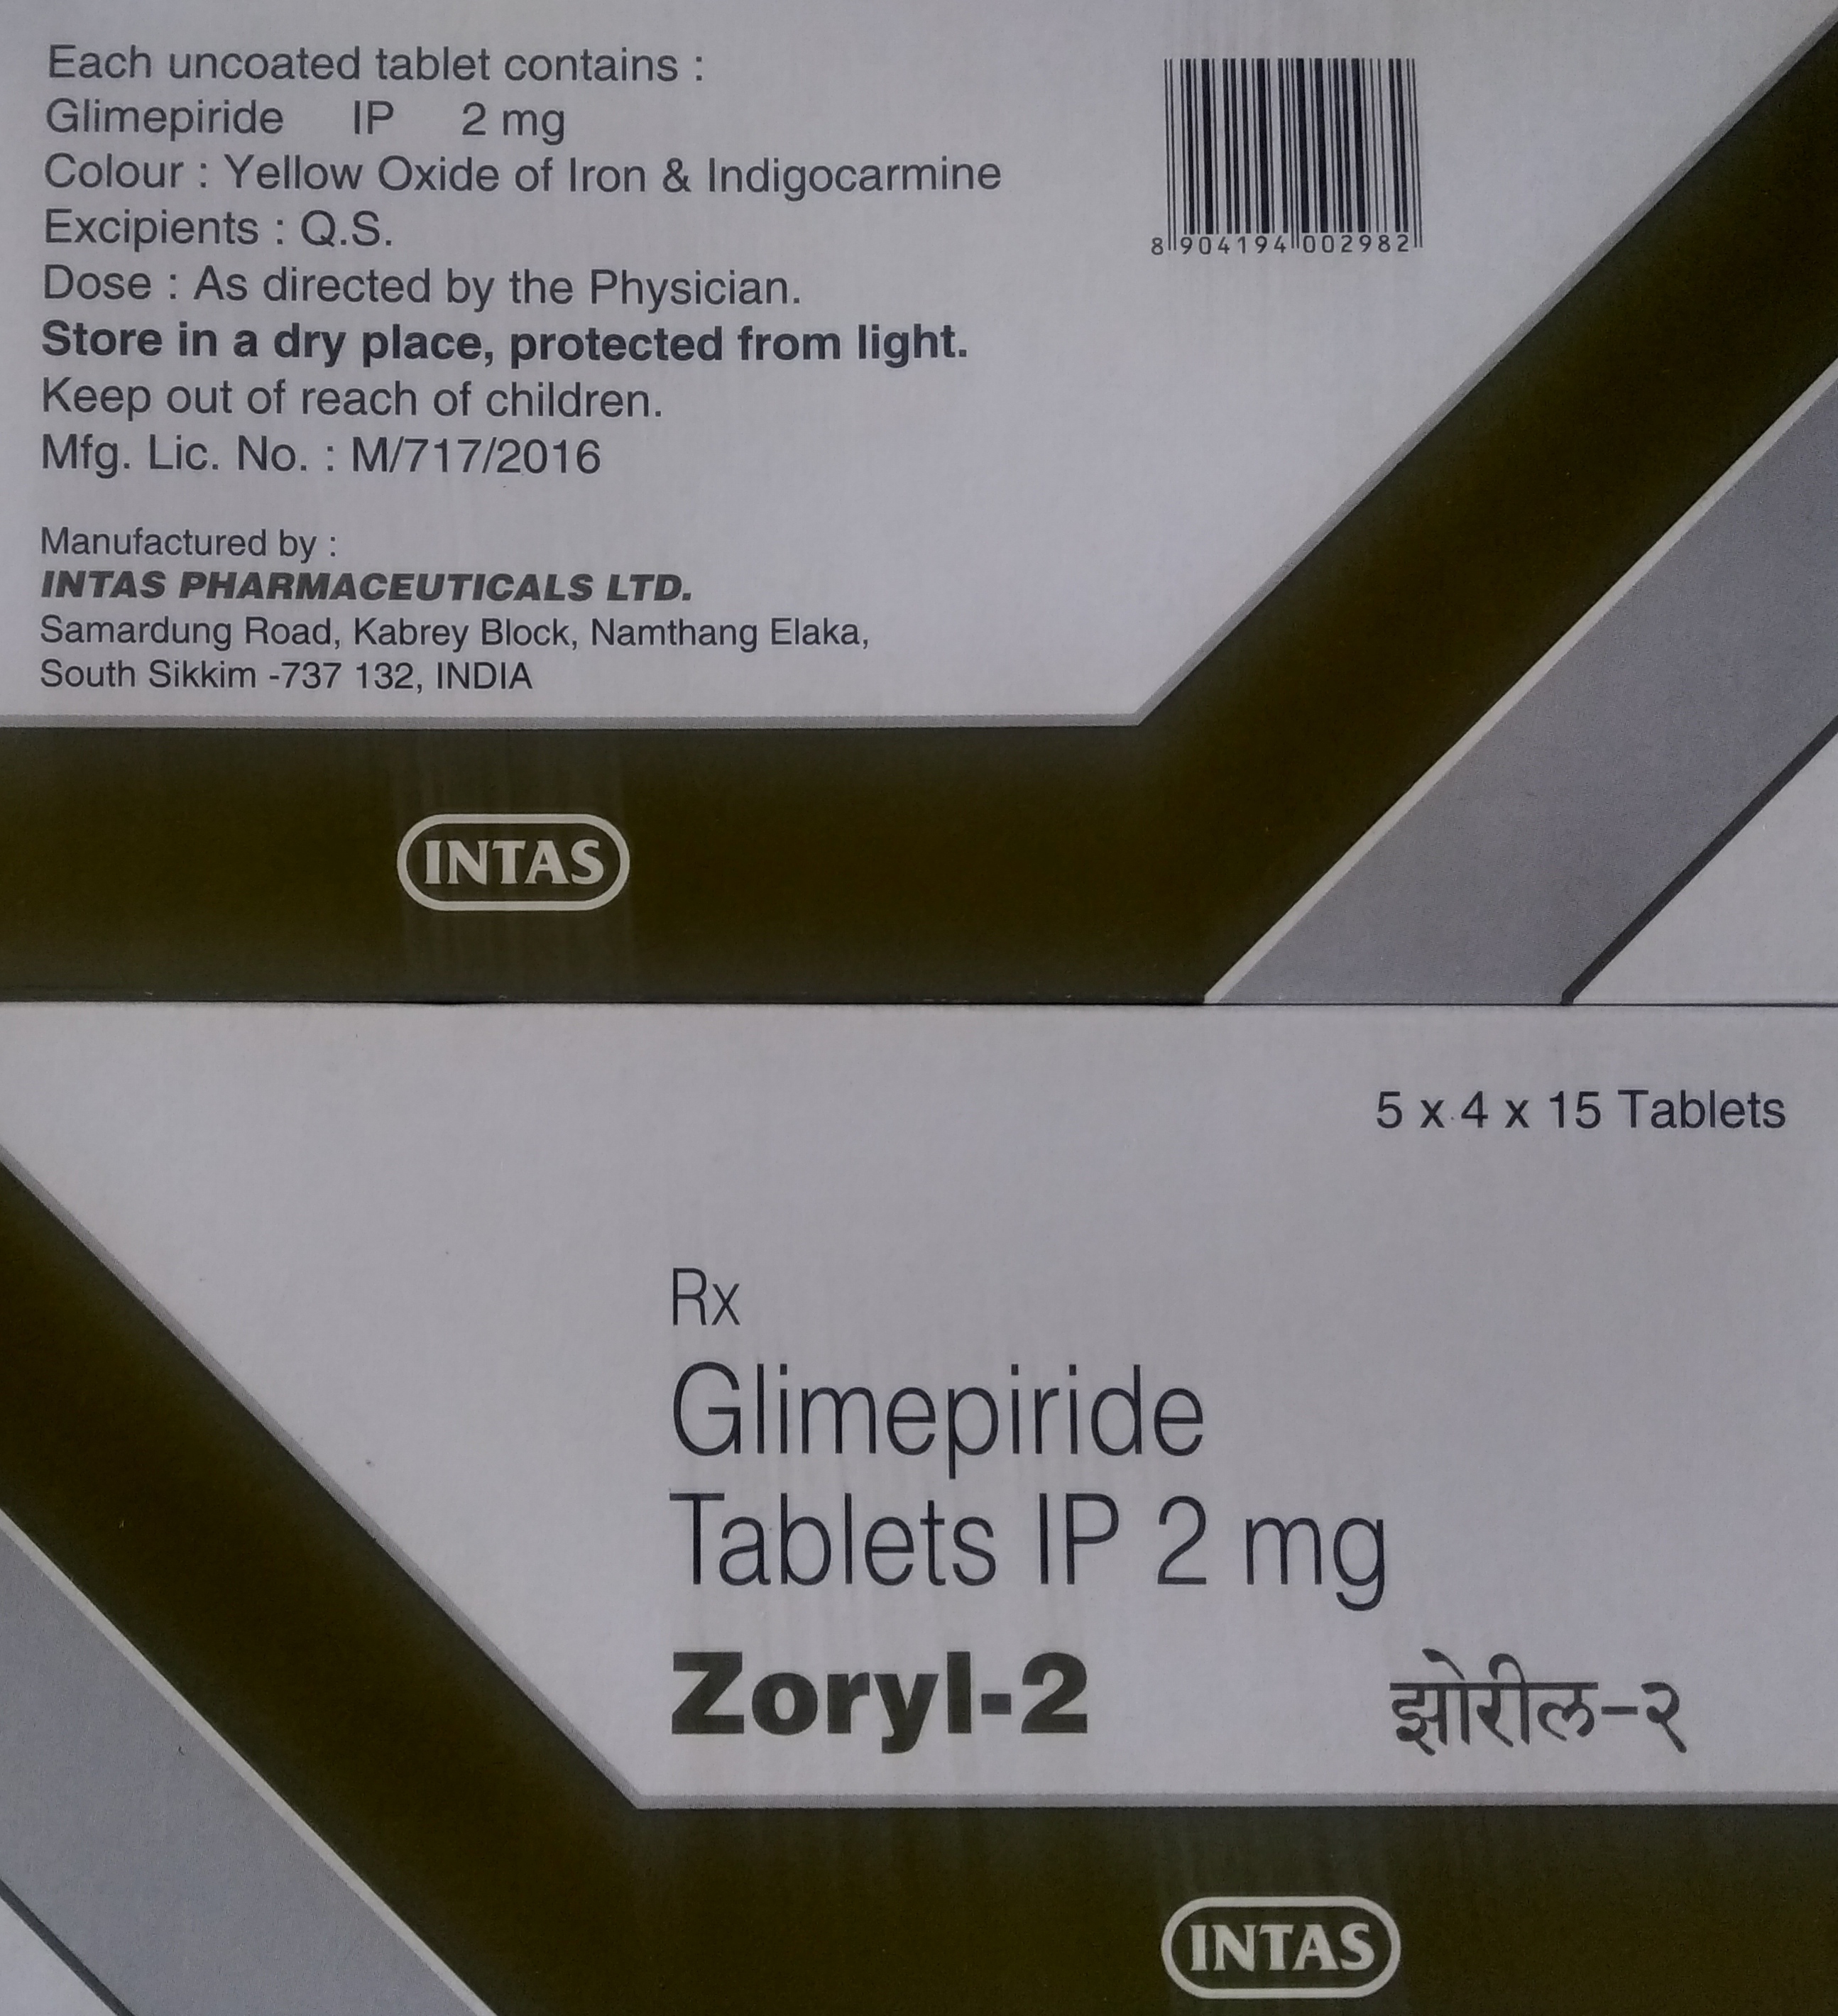 Each uncoated tablet contains :
Glimepiride IP 2 mg
Colour : Yellow Oxide of Iron & Indigocarmine
Excipients : Q.S.
Dose : As directed by the Physician.
Store in a dry place, protected from light.
Keep out of reach of children.
Mfg. Lic. No. : M/717/2016
8 904194 002982
Manufactured by :
INTAS PHARMACEUTICALS LTD.
Samardung Road, Kabrey Block, Namthang Elaka,
South Sikkim -737 132, INDIA
INTAS
5 x 4 x 15 Tablets
Rx
Glimepiride
Tablets IP 2 mg
Zoryl-2 झोरील-२
INTAS